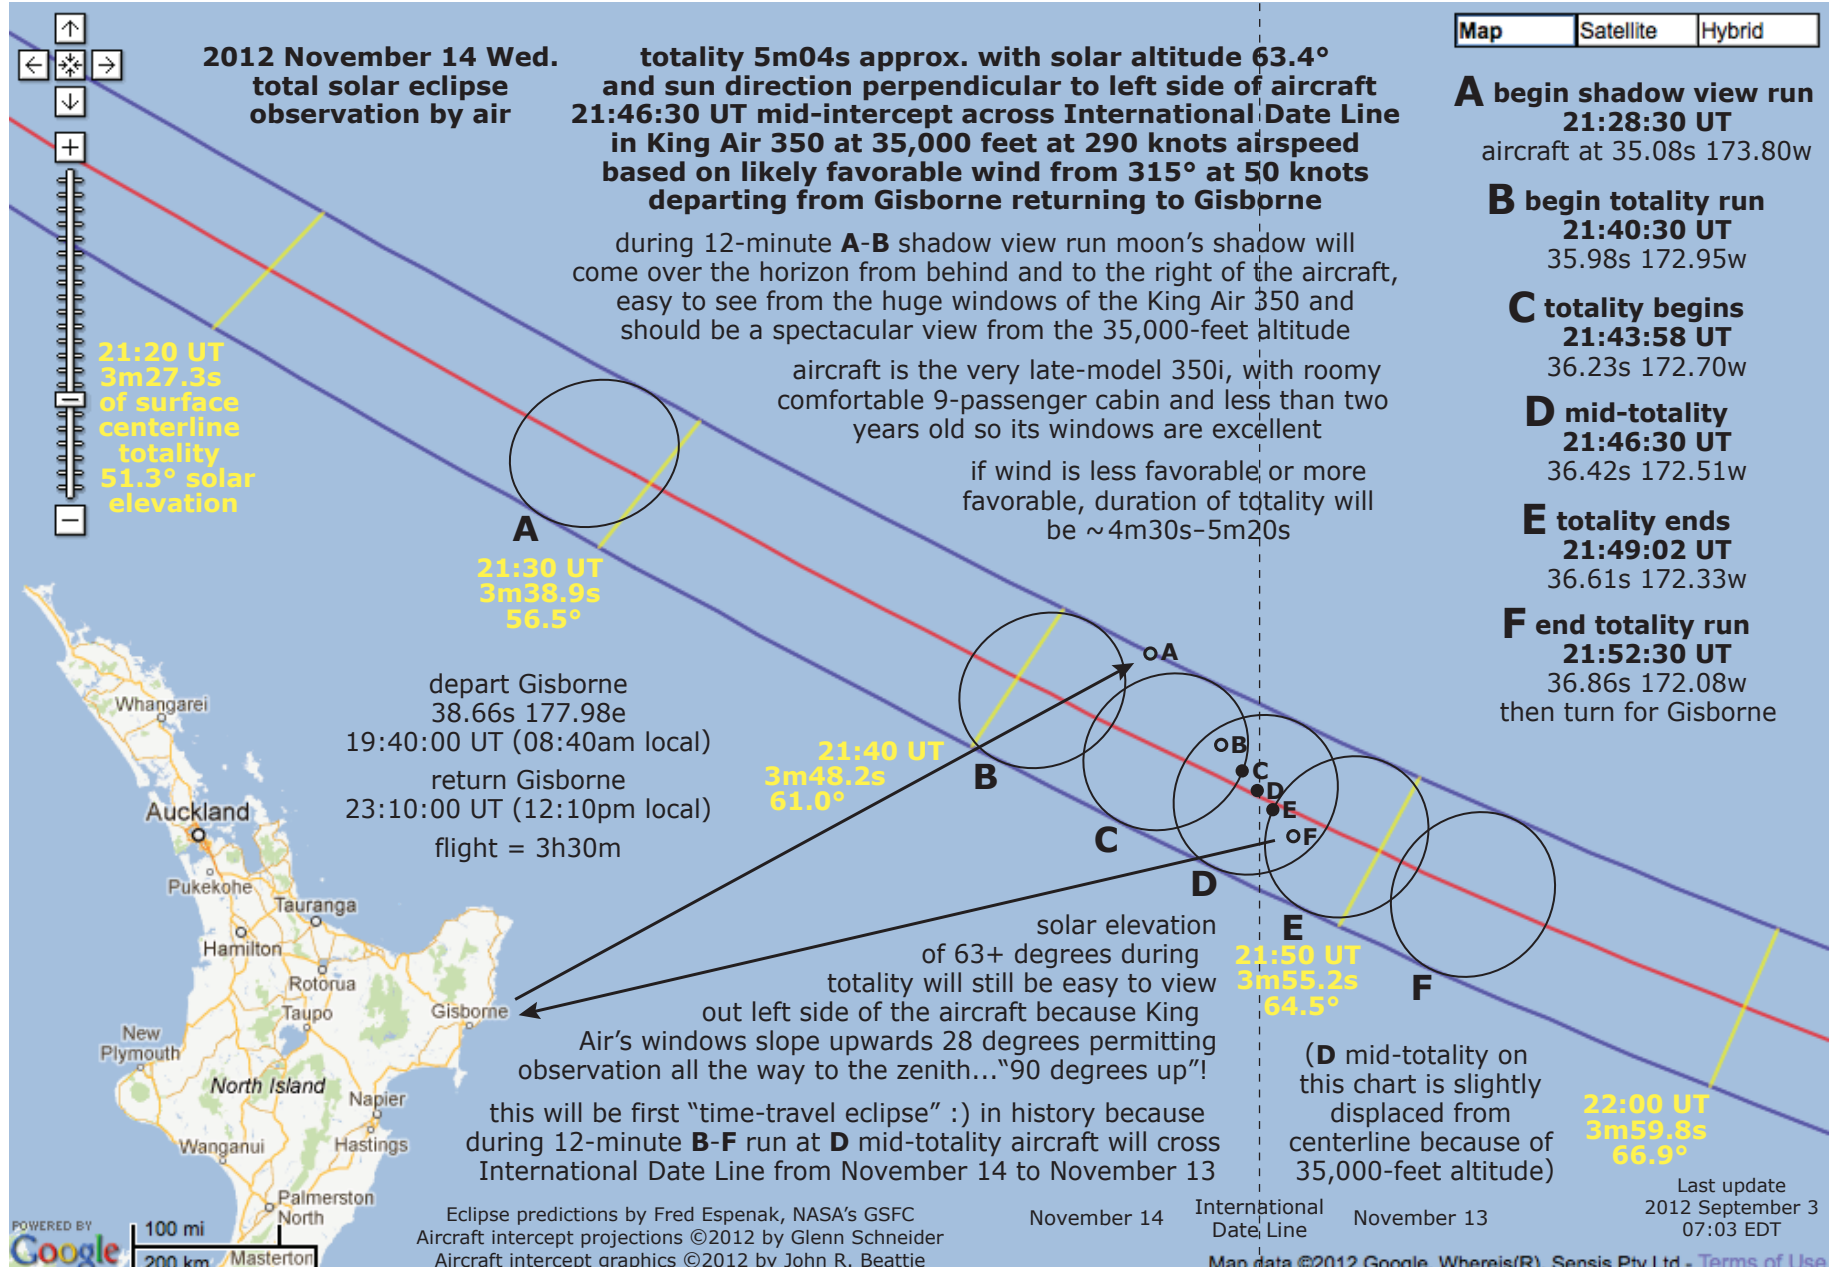 2012 November 14 Wed.
total solar eclipse
observation by air
totality 5m04s approx. with solar altitude 63.4°
and sun direction perpendicular to left side of aircraft
21:46:30 UT mid-intercept across International Date Line
in King Air 350 at 35,000 feet at 290 knots airspeed
based on likely favorable wind from 315° at 50 knots
departing from Gisborne returning to Gisborne
during 12-minute A-B shadow view run moon’s shadow will
come over the horizon from behind and to the right of the aircraft,
easy to see from the huge windows of the King Air 350 and
should be a spectacular view from the 35,000-feet altitude
aircraft is the very late-model 350i, with roomy
comfortable 9-passenger cabin and less than two
years old so its windows are excellent
if wind is less favorable or more
favorable, duration of totality will
be ~4m30s–5m20s
Map
Satellite
Hybrid
A begin shadow view run
21:28:30 UT
aircraft at 35.08s 173.80w
B begin totality run
21:40:30 UT
35.98s 172.95w
C totality begins
21:43:58 UT
36.23s 172.70w
D mid-totality
21:46:30 UT
36.42s 172.51w
E totality ends
21:49:02 UT
36.61s 172.33w
F end totality run
21:52:30 UT
36.86s 172.08w
then turn for Gisborne
21:20 UT
3m27.3s
of surface
centerline
totality
51.3° solar
elevation
A
21:30 UT
3m38.9s
56.5°
depart Gisborne
38.66s 177.98e
19:40:00 UT (08:40am local)
return Gisborne
23:10:00 UT (12:10pm local)
flight = 3h30m
21:40 UT
3m48.2s
61.0°
B
C
D
E
F
A
B
C
D
E
F
21:50 UT
3m55.2s
64.5°
22:00 UT
3m59.8s
66.9°
solar elevation
of 63+ degrees during
totality will still be easy to view
out left side of the aircraft because King
Air’s windows slope upwards 28 degrees permitting
observation all the way to the zenith...“90 degrees up”!
this will be first “time-travel eclipse” :) in history because
during 12-minute B-F run at D mid-totality aircraft will cross
International Date Line from November 14 to November 13
(D mid-totality on
this chart is slightly
displaced from
centerline because of
35,000-feet altitude)
Whangarei
Auckland
Pukekohe
Tauranga
Hamilton
Rotorua
Taupo
Gisborne
New
Plymouth
North Island
Napier
Hastings
Wanganui
Palmerston
North
Masterton
POWERED BY
Google
100 mi
200 km
Eclipse predictions by Fred Espenak, NASA’s GSFC
Aircraft intercept projections ©2012 by Glenn Schneider
Aircraft intercept graphics ©2012 by John R. Beattie
November 14
International
Date Line
November 13
Last update
2012 September 3
07:03 EDT
Map data ©2012 Google, Whereis(R), Sensis Pty Ltd - Terms of Use